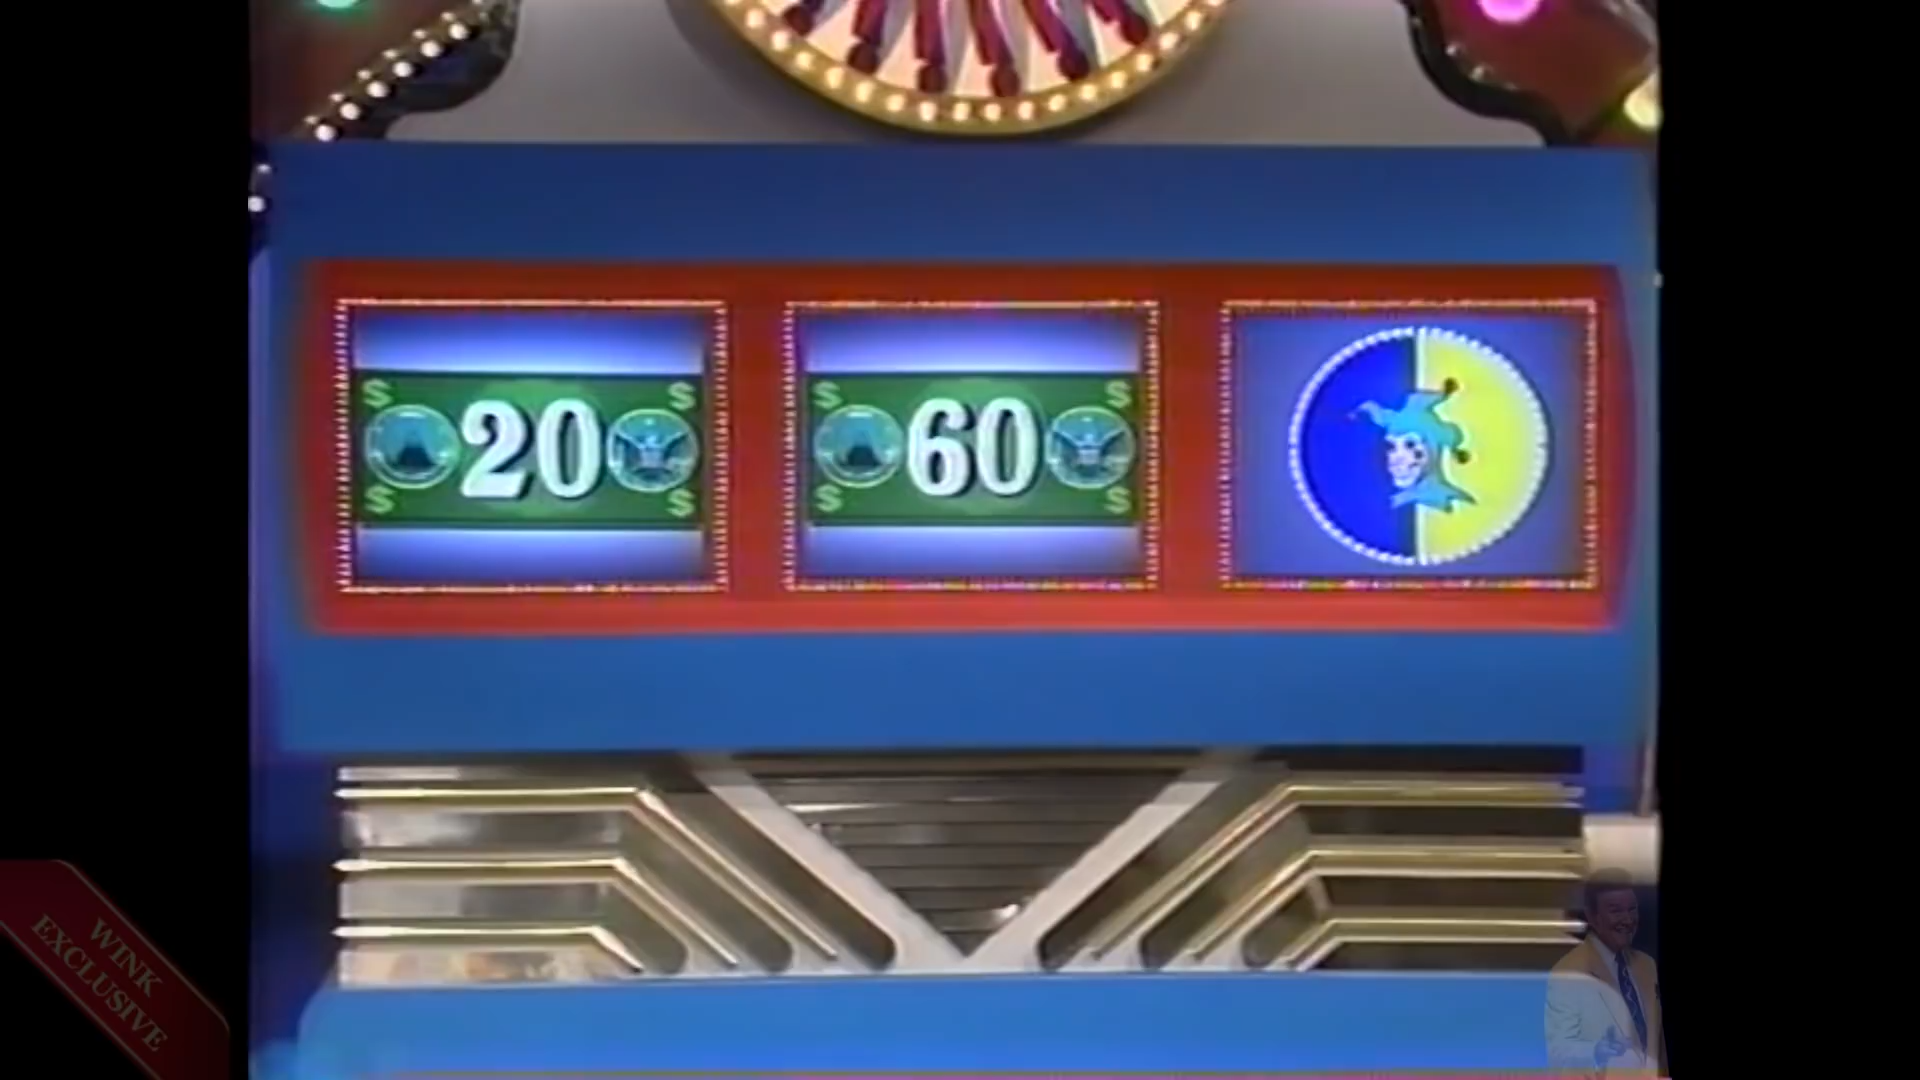 $ $ $ $
20 60
$ $ $ $
WINK
EXCLUSIVE